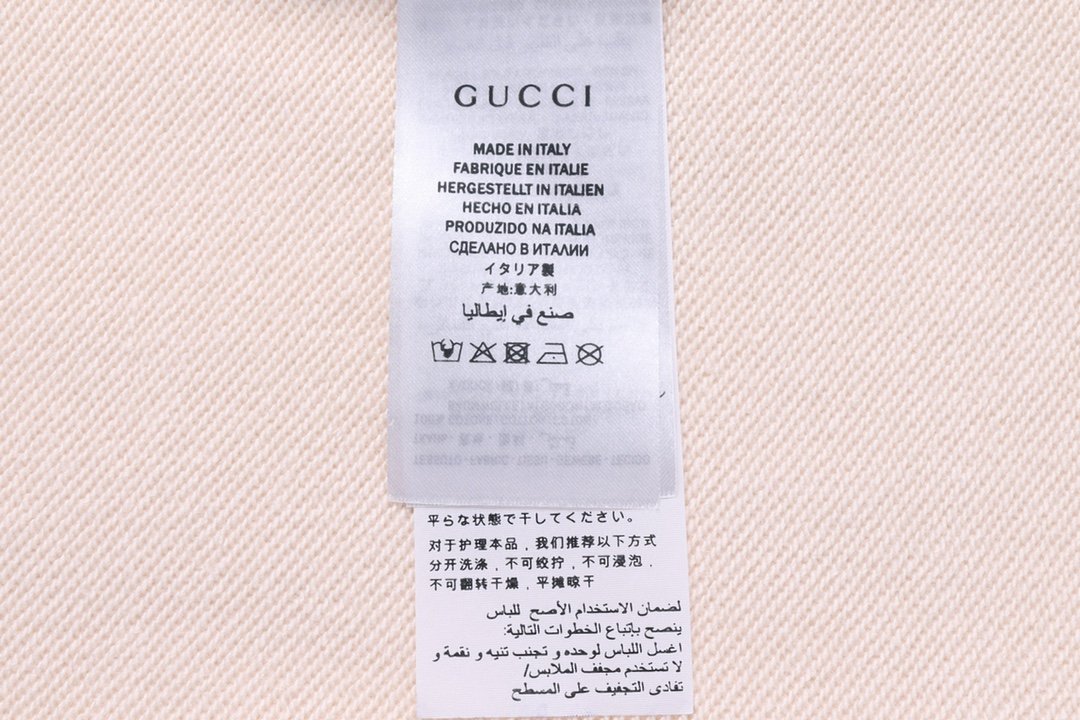 GUCCI
MADE IN ITALY
FABRIQUE EN ITALIE
HERGESTELLT IN ITALIEN
HECHO EN ITALIA
PRODUZIDO NA ITALIA
СДЕЛАНО В ИТАЛИИ
イタリア製
产地:意大利
صنع في إيطاليا
平らな状態で干してください。
对于护理本品，我们推荐以下方式
分开洗涤，不可绞拧，不可浸泡．
不可翻转干燥，平摊晾干
لضمان الاستخدام الأصح للباس
ينصح بإتباع الخطوات التالية:
اغسل اللباس لوحده و تجنب تنيه و نقمة و
لا تستخدم مجفف الملابس/
تفادى التجفيف على المسطح